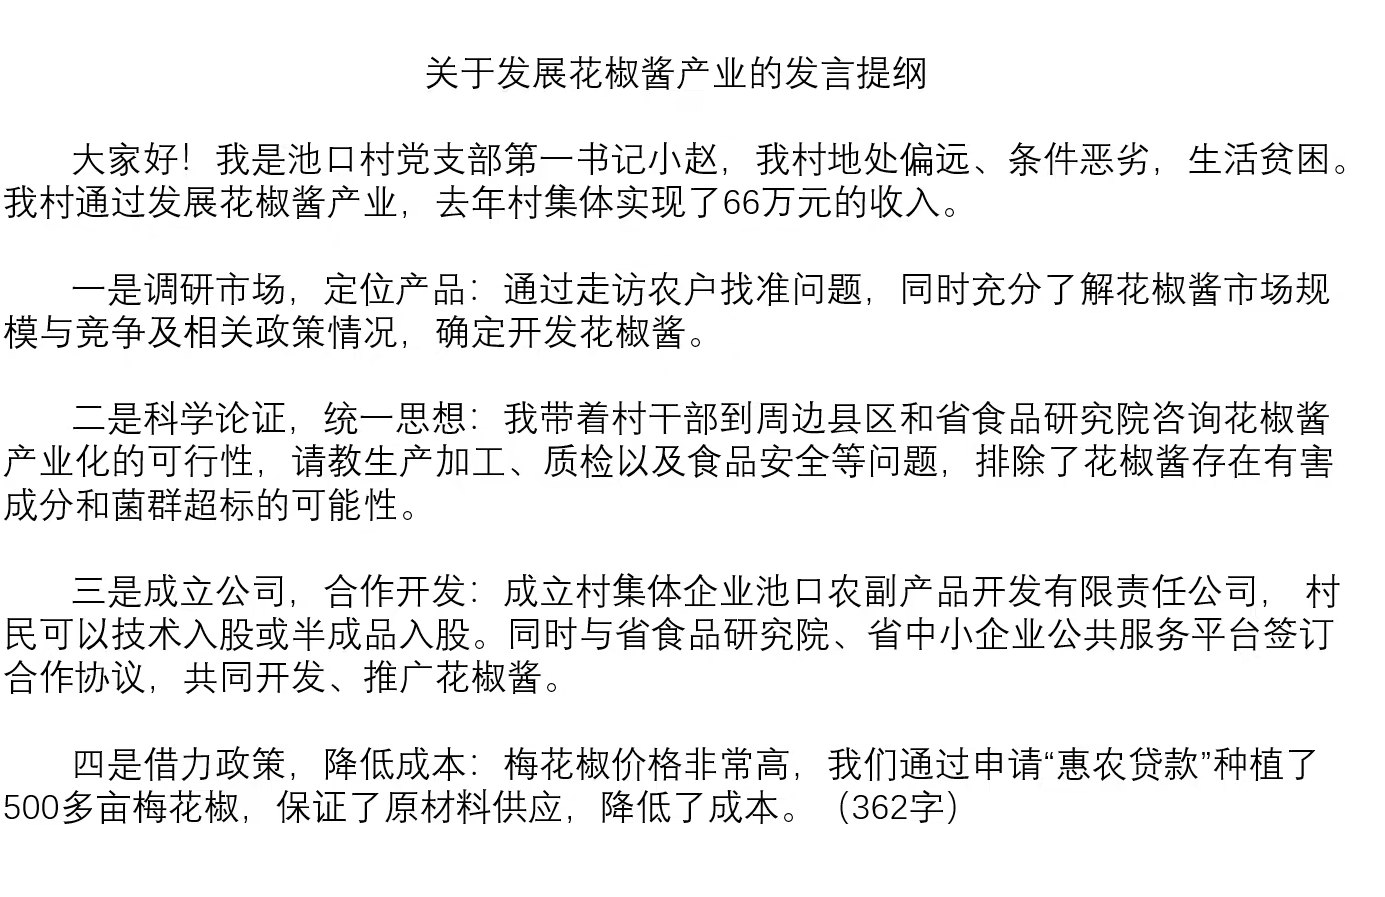 关于发展花椒酱产业的发言提纲
大家好！我是池口村党支部第一书记小赵，我村地处偏远、条件恶劣，生活贫困。
我村通过发展花椒酱产业，去年村集体实现了66万元的收入。
一是调研市场，定位产品：通过走访农户找准问题，同时充分了解花椒酱市场规
模与竞争及相关政策情况，确定开发花椒酱。
二是科学论证，统一思想：我带着村干部到周边县区和省食品研究院咨询花椒酱
产业化的可行性，请教生产加工、质检以及食品安全等问题，排除了花椒酱存在有害
成分和菌群超标的可能性。
三是成立公司，合作开发：成立村集体企业池口农副产品开发有限责任公司， 村
民可以技术入股或半成品入股。同时与省食品研究院、省中小企业公共服务平台签订
合作协议，共同开发、推广花椒酱。
四是借力政策，降低成本：梅花椒价格非常高，我们通过申请“惠农贷款”种植了
500多亩梅花椒，保证了原材料供应，降低了成本。（362字）